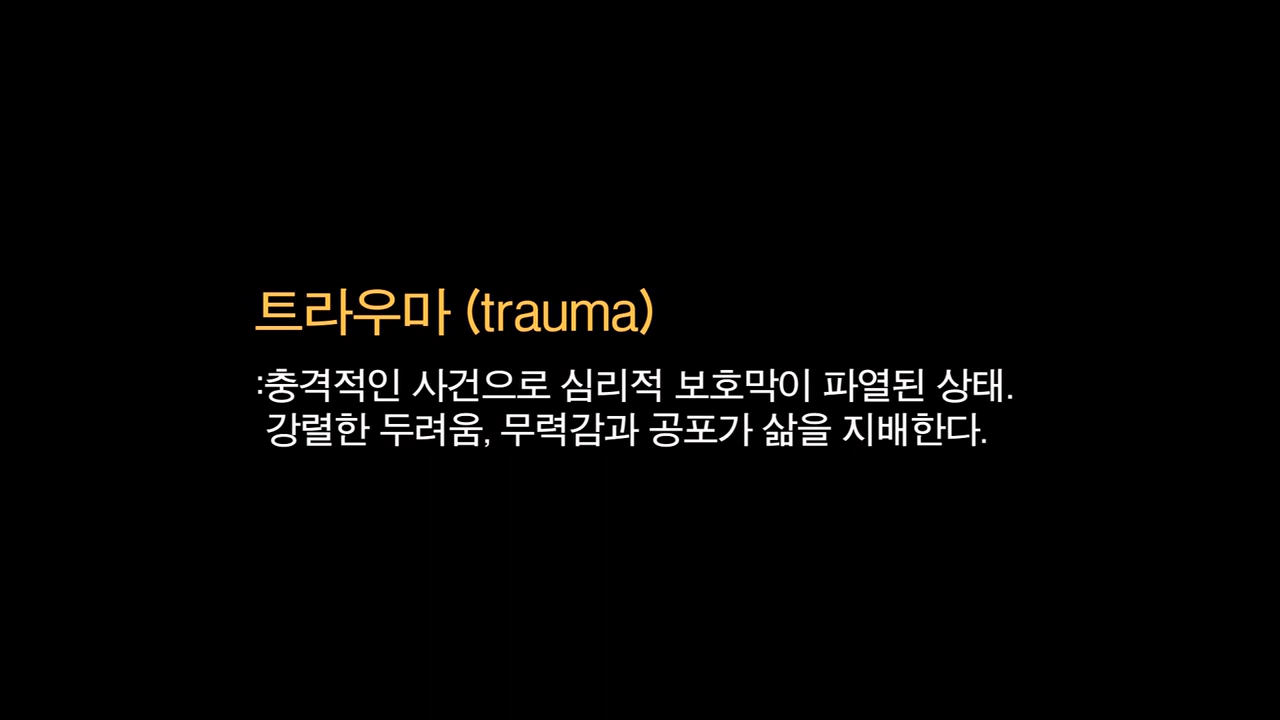 트라우마 (trauma)
:충격적인 사건으로 심리적 보호막이 파열된 상태.
강렬한 두려움, 무력감과 공포가 삶을 지배한다.